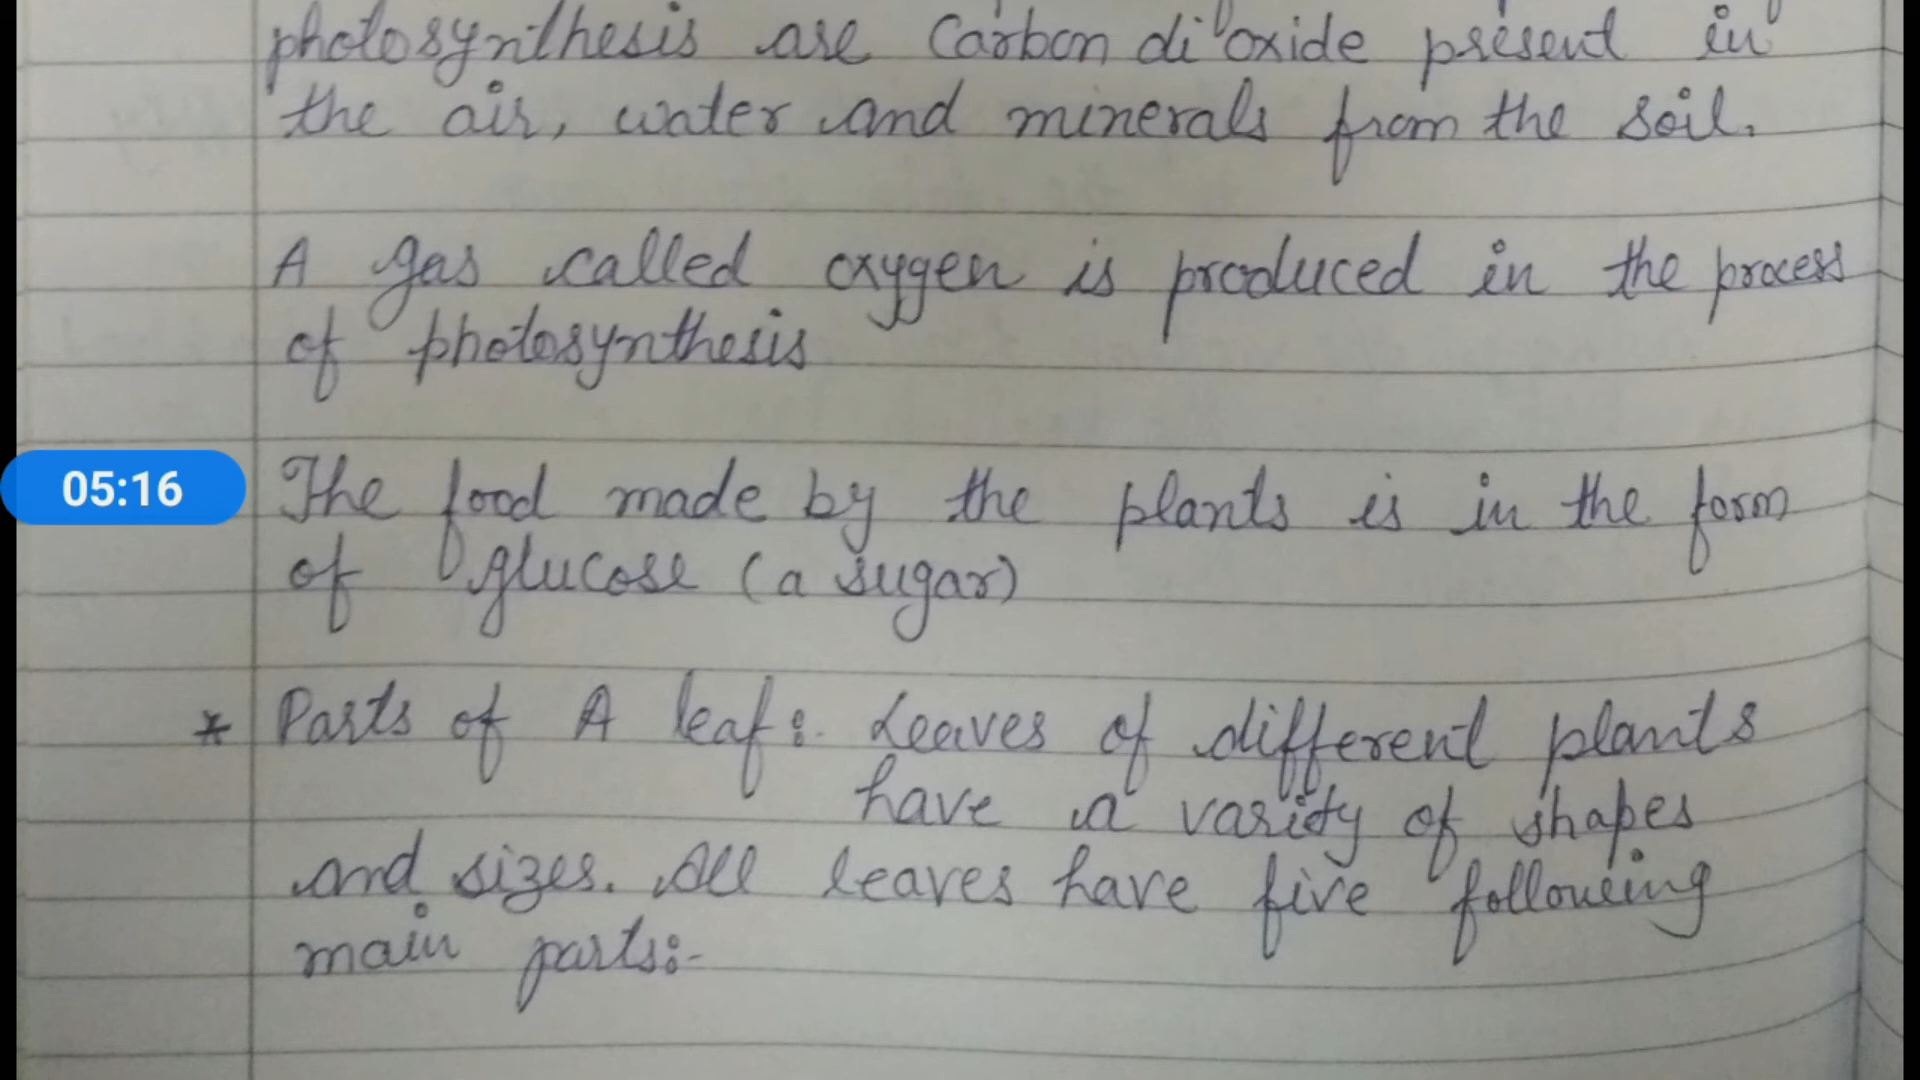 photosynthesis are Carbon dioxide present in
the air, water and minerals from the soil.
A gas called oxygen is produced in the process
of photosynthesis
05:16
The food made by the plants is in the form
of glucose (a sugar)
* Parts of A leaf:- Leaves of different plants
have a varidty of shapes
and sizes. All leaves have five following
main parts:-